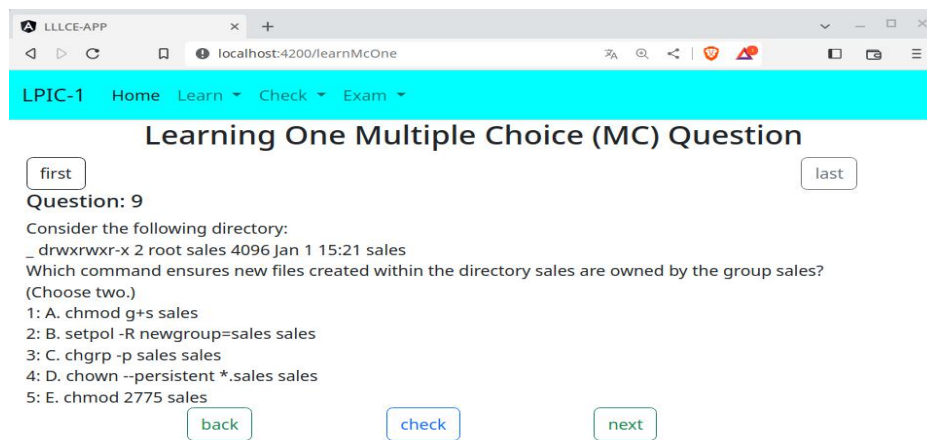 LLLCE-APP
localhost:4200/learnMcOne
LPIC-1 Home Learn Check Exam
Learning One Multiple Choice (MC) Question
first last
Question: 9
Consider the following directory:
_ drwxrwxr-x 2 root sales 4096 Jan 1 15:21 sales
Which command ensures new files created within the directory sales are owned by the group sales?
(Choose two.)
1: A. chmod g+s sales
2: B. setpol -R newgroup=sales sales
3: C. chgrp -p sales sales
4: D. chown --persistent *.sales sales
5: E. chmod 2775 sales
back check next